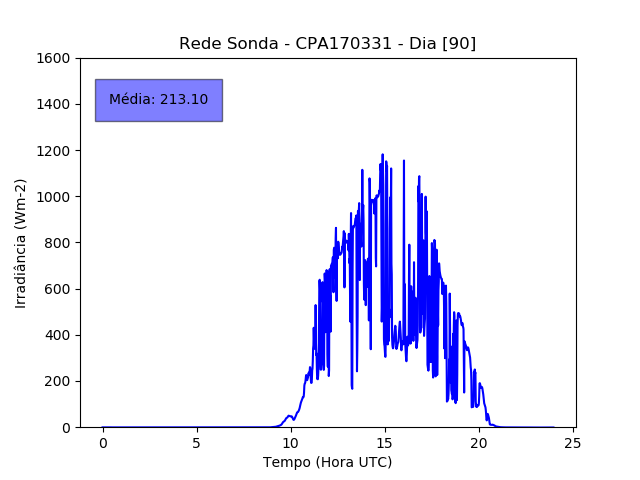 Rede Sonda - CPA170331 - Dia [90]
1600
1400
1200
1000
800
600
400
200
0
Irradiância (Wm-2)
Média: 213.10
0 5 10 15 20 25
Tempo (Hora UTC)